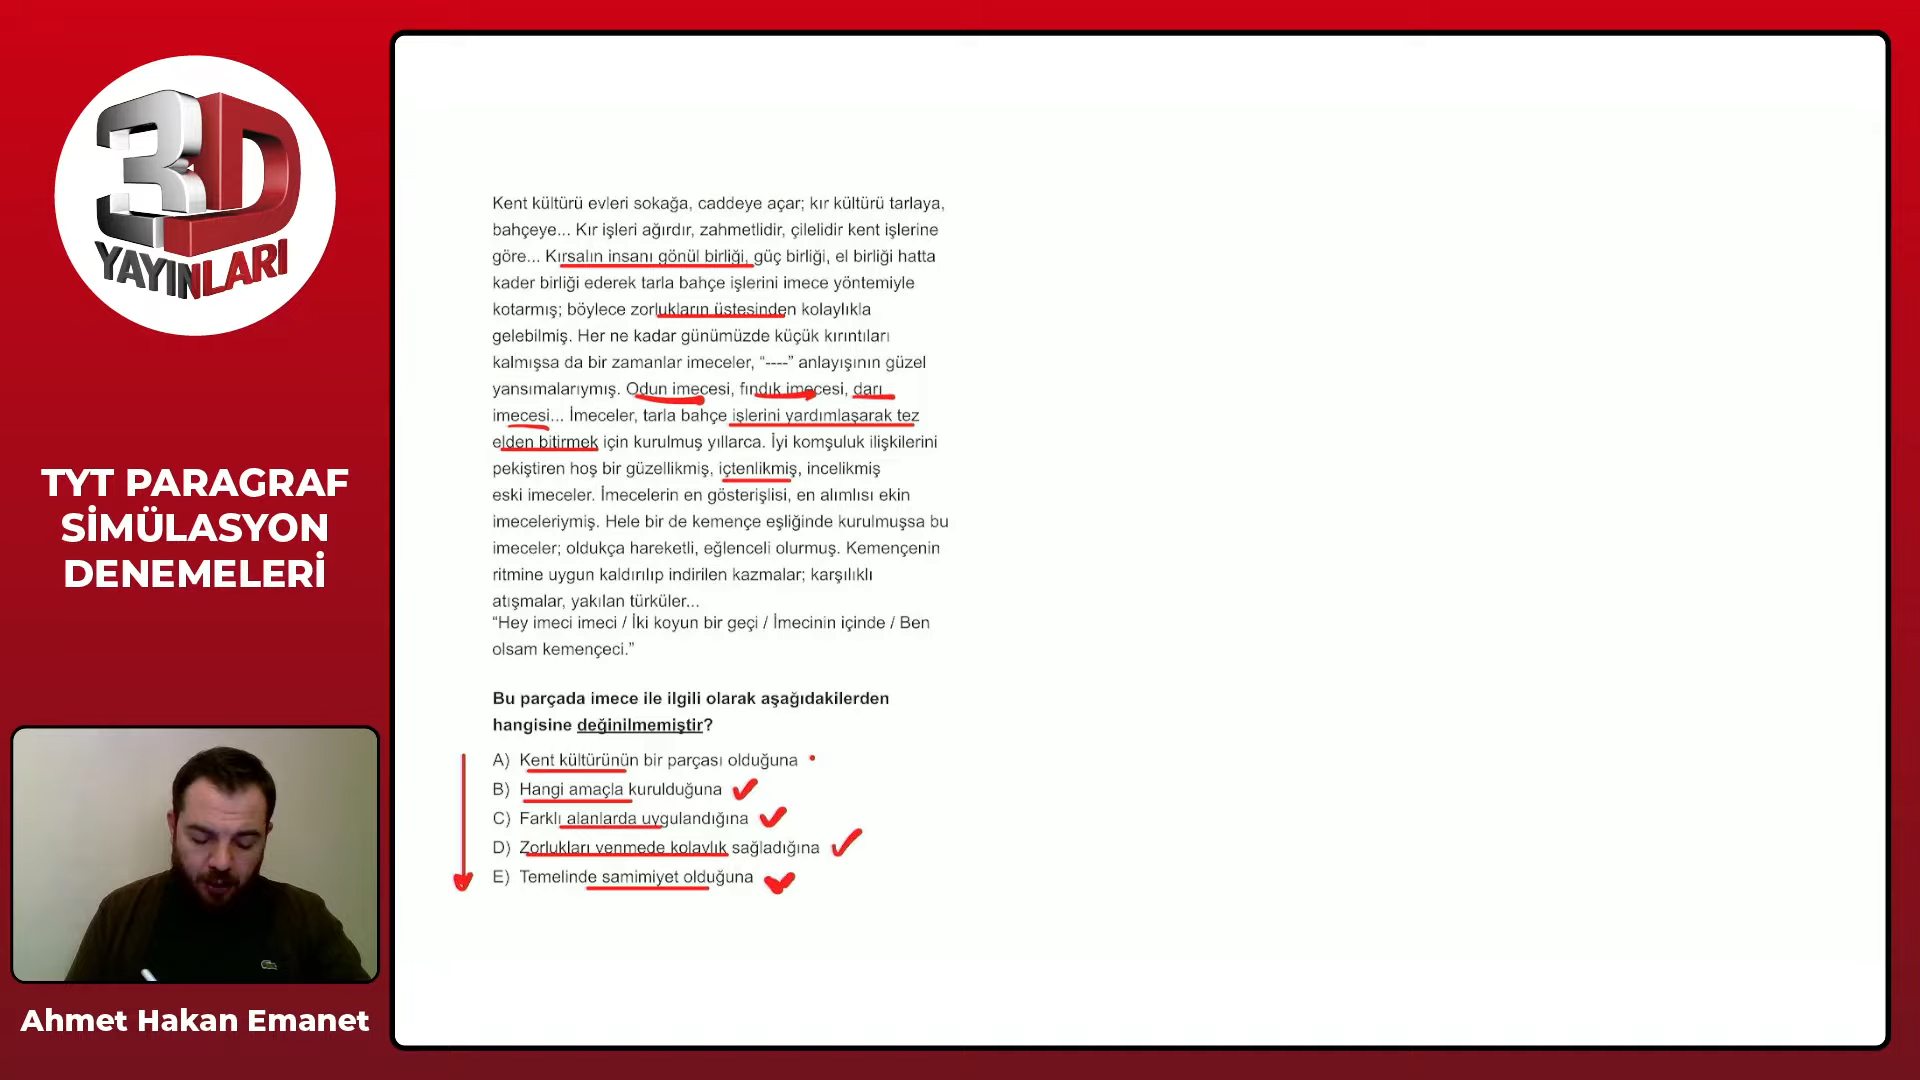 3D
YAYINLARI
TYT PARAGRAF
SİMÜLASYON
DENEMELERİ
Ahmet Hakan Emanet
Kent kültürü evleri sokağa, caddeye açar; kır kültürü tarlaya,
bahçeye... Kır işleri ağırdır, zahmetlidir, çilelidir kent işlerine
göre... Kırsalın insanı gönül birliği, güç birliği, el birliği hatta
kader birliği ederek tarla bahçe işlerini imece yöntemiyle
kotarmış; böylece zorlukların üstesinden kolaylıkla
gelebilmiş. Her ne kadar günümüzde küçük kırıntıları
kalmışsa da bir zamanlar imeceler, “----” anlayışının güzel
yansımalarıymış. Odun imecesi, fındık imecesi, darı
imecesi... İmeceler, tarla bahçe işlerini yardımlaşarak tez
elden bitirmek için kurulmuş yıllarca. İyi komşuluk ilişkilerini
pekiştiren hoş bir güzellikmiş, içtenlikmiş, incelikmiş
eski imeceler. İmecelerin en gösterişlisi, en alımlısı ekin
imeceleriymiş. Hele bir de kemençe eşliğinde kurulmuşsa bu
imeceler; oldukça hareketli, eğlenceli olurmuş. Kemençenin
ritmine uygun kaldırılıp indirilen kazmalar; karşılıklı
atışmalar, yakılan türküler...
“Hey imeci imeci / İki koyun bir geçi / İmecinin içinde / Ben
olsam kemençeci.”
Bu parçada imece ile ilgili olarak aşağıdakilerden
hangisine değinilmemiştir?
A) Kent kültürünün bir parçası olduğuna
B) Hangi amaçla kurulduğuna
C) Farklı alanlarda uygulandığına
D) Zorlukları yenmede kolaylık sağladığına
E) Temelinde samimiyet olduğuna